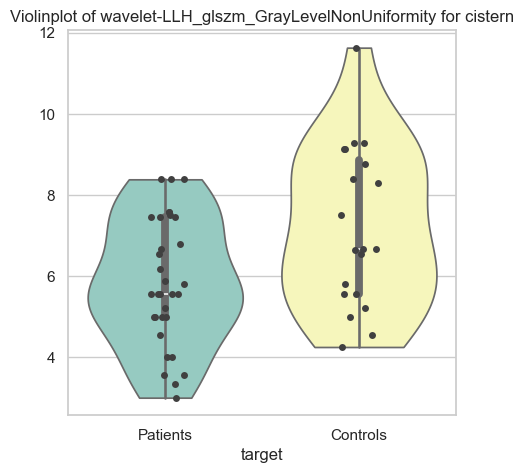 Violinplot of wavelet-LLH_glszm_GrayLevelNonUniformity for cistern
12
10
8
6
4
Patients Controls
target